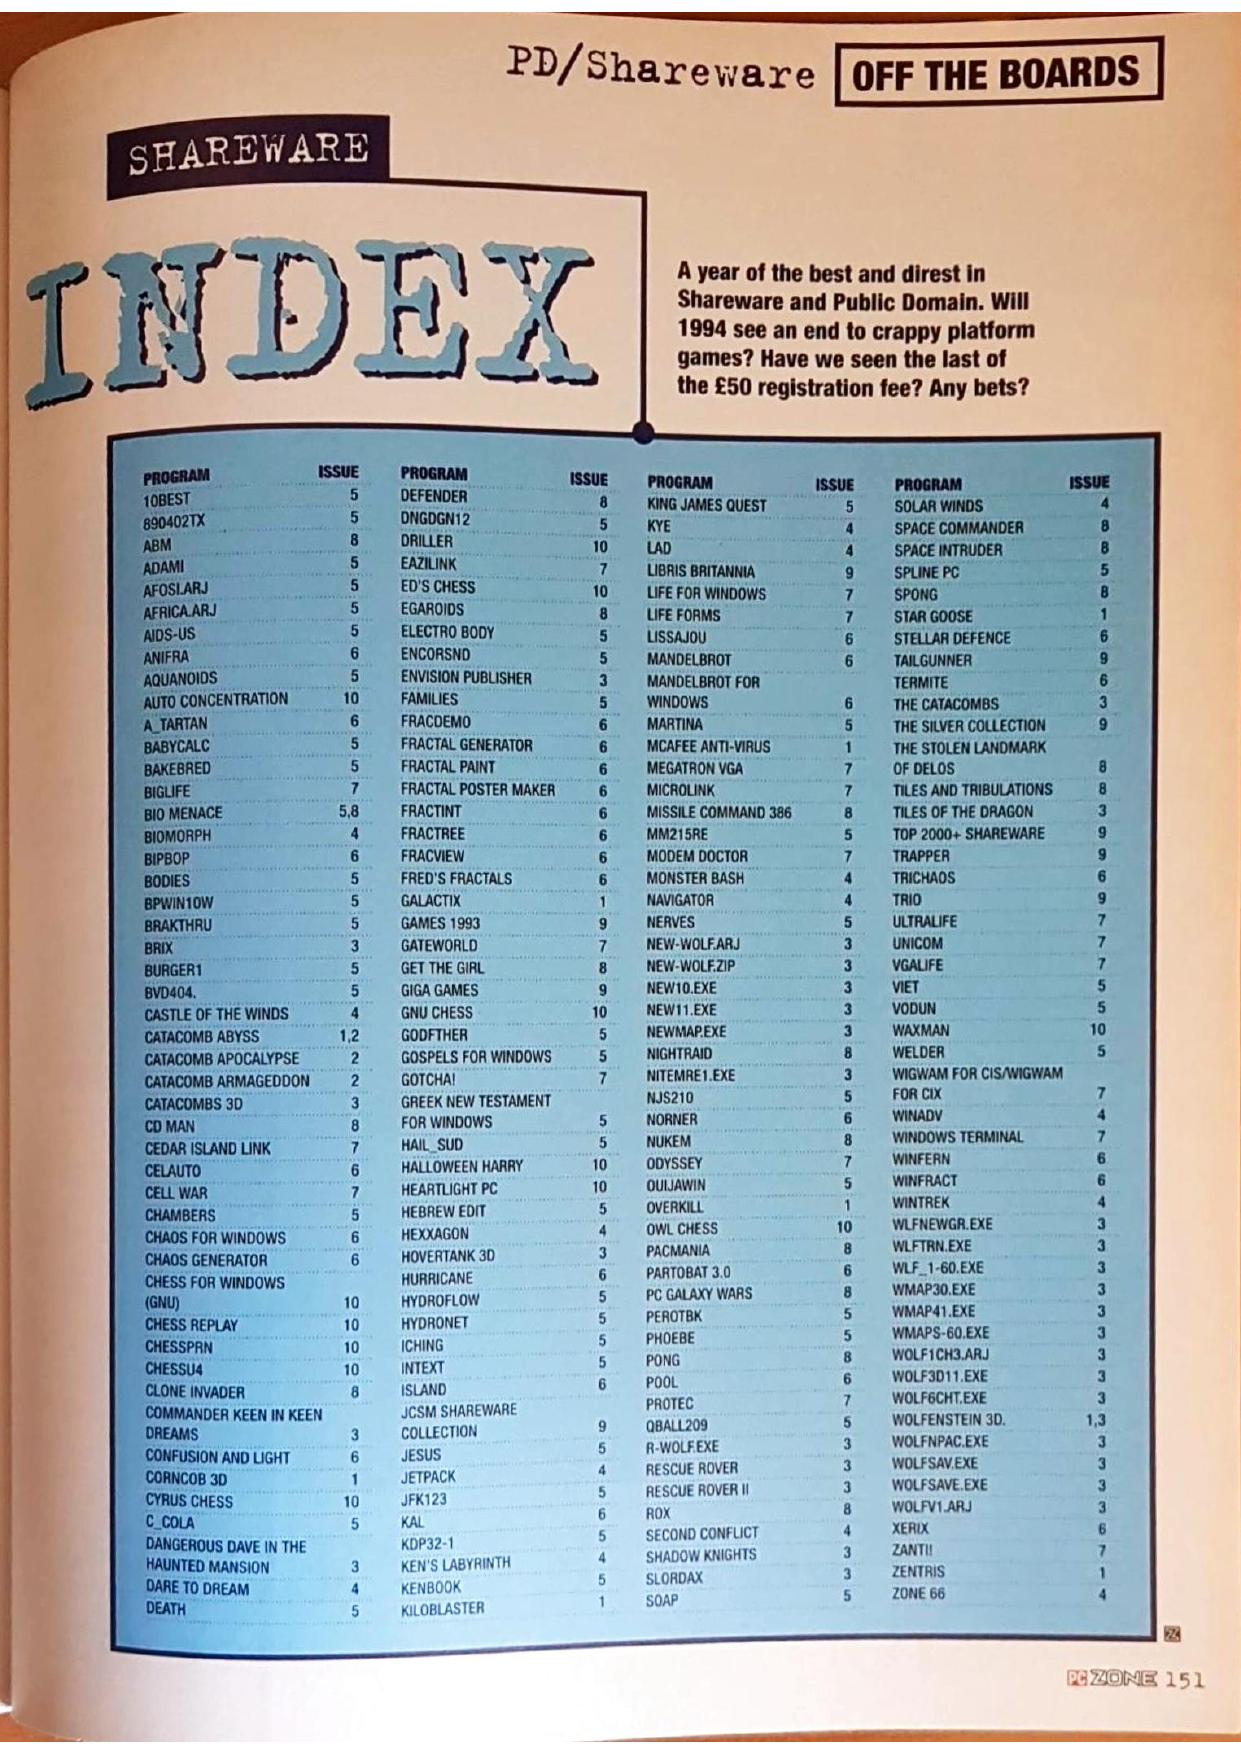 PD/Shareware OFF THE BOARDS
SHAREWARE
INDEX
A year of the best and direst in
Shareware and Public Domain. Will
1994 see an end to crappy platform
games? Have we seen the last of
the £50 registration fee? Any bets?
PROGRAM ISSUE
10BEST 5
890402TX 5
ABM 8
ADAMI 5
AFOSI.ARJ 5
AFRICA.ARJ 5
AIDS-US 5
ANIFRA 6
AQUANOIDS 5
AUTO CONCENTRATION 10
A_TARTAN 6
BABYCALC 5
BAKEBRED 5
BIGLIFE 7
BIO MENACE 5,8
BIOMORPH 4
BIPBOP 6
BODIES 5
BPWIN10W 5
BRAKTHRU 5
BRIX 3
BURGER1 5
BVD404. 5
CASTLE OF THE WINDS 4
CATACOMB ABYSS 1,2
CATACOMB APOCALYPSE 2
CATACOMB ARMAGEDDON 2
CATACOMBS 3D 3
CD MAN 8
CEDAR ISLAND LINK 7
CELAUTO 6
CELL WAR 7
CHAMBERS 5
CHAOS FOR WINDOWS 6
CHAOS GENERATOR 6
CHESS FOR WINDOWS
(GNU) 10
CHESS REPLAY 10
CHESSPRN 10
CHESSU4 10
CLONE INVADER 8
COMMANDER KEEN IN KEEN
DREAMS 3
CONFUSION AND LIGHT 6
CORNCOB 3D 1
CYRUS CHESS 10
C_COLA 5
DANGEROUS DAVE IN THE
HAUNTED MANSION 3
DARE TO DREAM 4
DEATH 5
PROGRAM ISSUE
DEFENDER 8
DNGDGN12 5
DRILLER 10
EAZILINK 7
ED'S CHESS 10
EGAROIDS 8
ELECTRO BODY 5
ENCORSND 5
ENVISION PUBLISHER 3
FAMILIES 5
FRACDEMO 6
FRACTAL GENERATOR 6
FRACTAL PAINT 6
FRACTAL POSTER MAKER 6
FRACTINT 6
FRACTREE 6
FRACVIEW 6
FRED'S FRACTALS 6
GALACTIX 1
GAMES 1993 9
GATEWORLD 7
GET THE GIRL 8
GIGA GAMES 9
GNU CHESS 10
GODFTHER 5
GOSPELS FOR WINDOWS 5
GOTCHA! 7
GREEK NEW TESTAMENT
FOR WINDOWS 5
HAIL_SUD 5
HALLOWEEN HARRY 10
HEARTLIGHT PC 10
HEBREW EDIT 5
HEXXAGON 4
HOVERTANK 3D 3
HURRICANE 6
HYDROFLOW 5
HYDRONET 5
ICHING 5
INTEXT 5
ISLAND 6
JCSM SHAREWARE
COLLECTION 9
JESUS 5
JETPACK 4
JFK123 5
KAL 6
KDP32-1 5
KEN'S LABYRINTH 4
KENBOOK 5
KILOBLASTER 1
PROGRAM ISSUE
KING JAMES QUEST 5
KYE 4
LAD 4
LIBRIS BRITANNIA 9
LIFE FOR WINDOWS 7
LIFE FORMS 7
LISSAJOU 6
MANDELBROT 6
MANDELBROT FOR
WINDOWS 6
MARTINA 5
MCAFEE ANTI-VIRUS 1
MEGATRON VGA 7
MICROLINK 7
MISSILE COMMAND 386 8
MM215RE 5
MODEM DOCTOR 7
MONSTER BASH 4
NAVIGATOR 4
NERVES 5
NEW-WOLF.ARJ 3
NEW-WOLF.ZIP 3
NEW10.EXE 3
NEW11.EXE 3
NEWMAP.EXE 3
NIGHTRAID 8
NITEMRE1.EXE 3
NJS210 5
NORNER 6
NUKEM 8
ODYSSEY 7
OUIJAWIN 5
OVERKILL 1
OWL CHESS 10
PACMANIA 8
PARTOBAT 3.0 6
PC GALAXY WARS 8
PEROTBK 5
PHOEBE 5
PONG 8
POOL 6
PROTEC 7
QBALL209 5
R-WOLF.EXE 3
RESCUE ROVER 3
RESCUE ROVER II 3
ROX 8
SECOND CONFLICT 4
SHADOW KNIGHTS 3
SLORDAX 3
SOAP 5
PROGRAM ISSUE
SOLAR WINDS 4
SPACE COMMANDER 8
SPACE INTRUDER 8
SPLINE PC 5
SPONG 8
STAR GOOSE 1
STELLAR DEFENCE 6
TAILGUNNER 9
TERMITE 6
THE CATACOMBS 3
THE SILVER COLLECTION 9
THE STOLEN LANDMARK
OF DELOS 8
TILES AND TRIBULATIONS 8
TILES OF THE DRAGON 3
TOP 2000+ SHAREWARE 9
TRAPPER 9
TRICHAOS 6
TRIO 9
ULTRALIFE 7
UNICOM 7
VGALIFE 7
VIET 5
VODUN 5
WAXMAN 10
WELDER 5
WIGWAM FOR CIS/WIGWAM
FOR CIX 7
WINADV 4
WINDOWS TERMINAL 7
WINFERN 6
WINFRACT 6
WINTREK 4
WLFNEWGR.EXE 3
WLFTRN.EXE 3
WLF_1-60.EXE 3
WMAP30.EXE 3
WMAP41.EXE 3
WMAPS-60.EXE 3
WOLF1CH3.ARJ 3
WOLF3D11.EXE 3
WOLF6CHT.EXE 3
WOLFENSTEIN 3D. 1,3
WOLFNPAC.EXE 3
WOLFSAV.EXE 3
WOLFSAVE.EXE 3
WOLFV1.ARJ 3
XERIX 6
ZANTI! 7
ZENTRIS 1
ZONE 66 4
PC ZONE 151